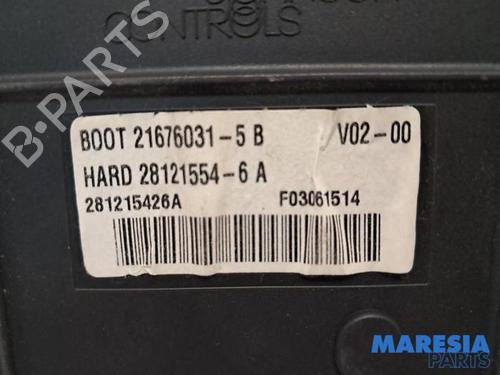 CONTROLS
B-PARTS
BOOT 21676031-5 B V02-00
HARD 28121554-6 A
281215426A F03061514
MARESIA
PARTS